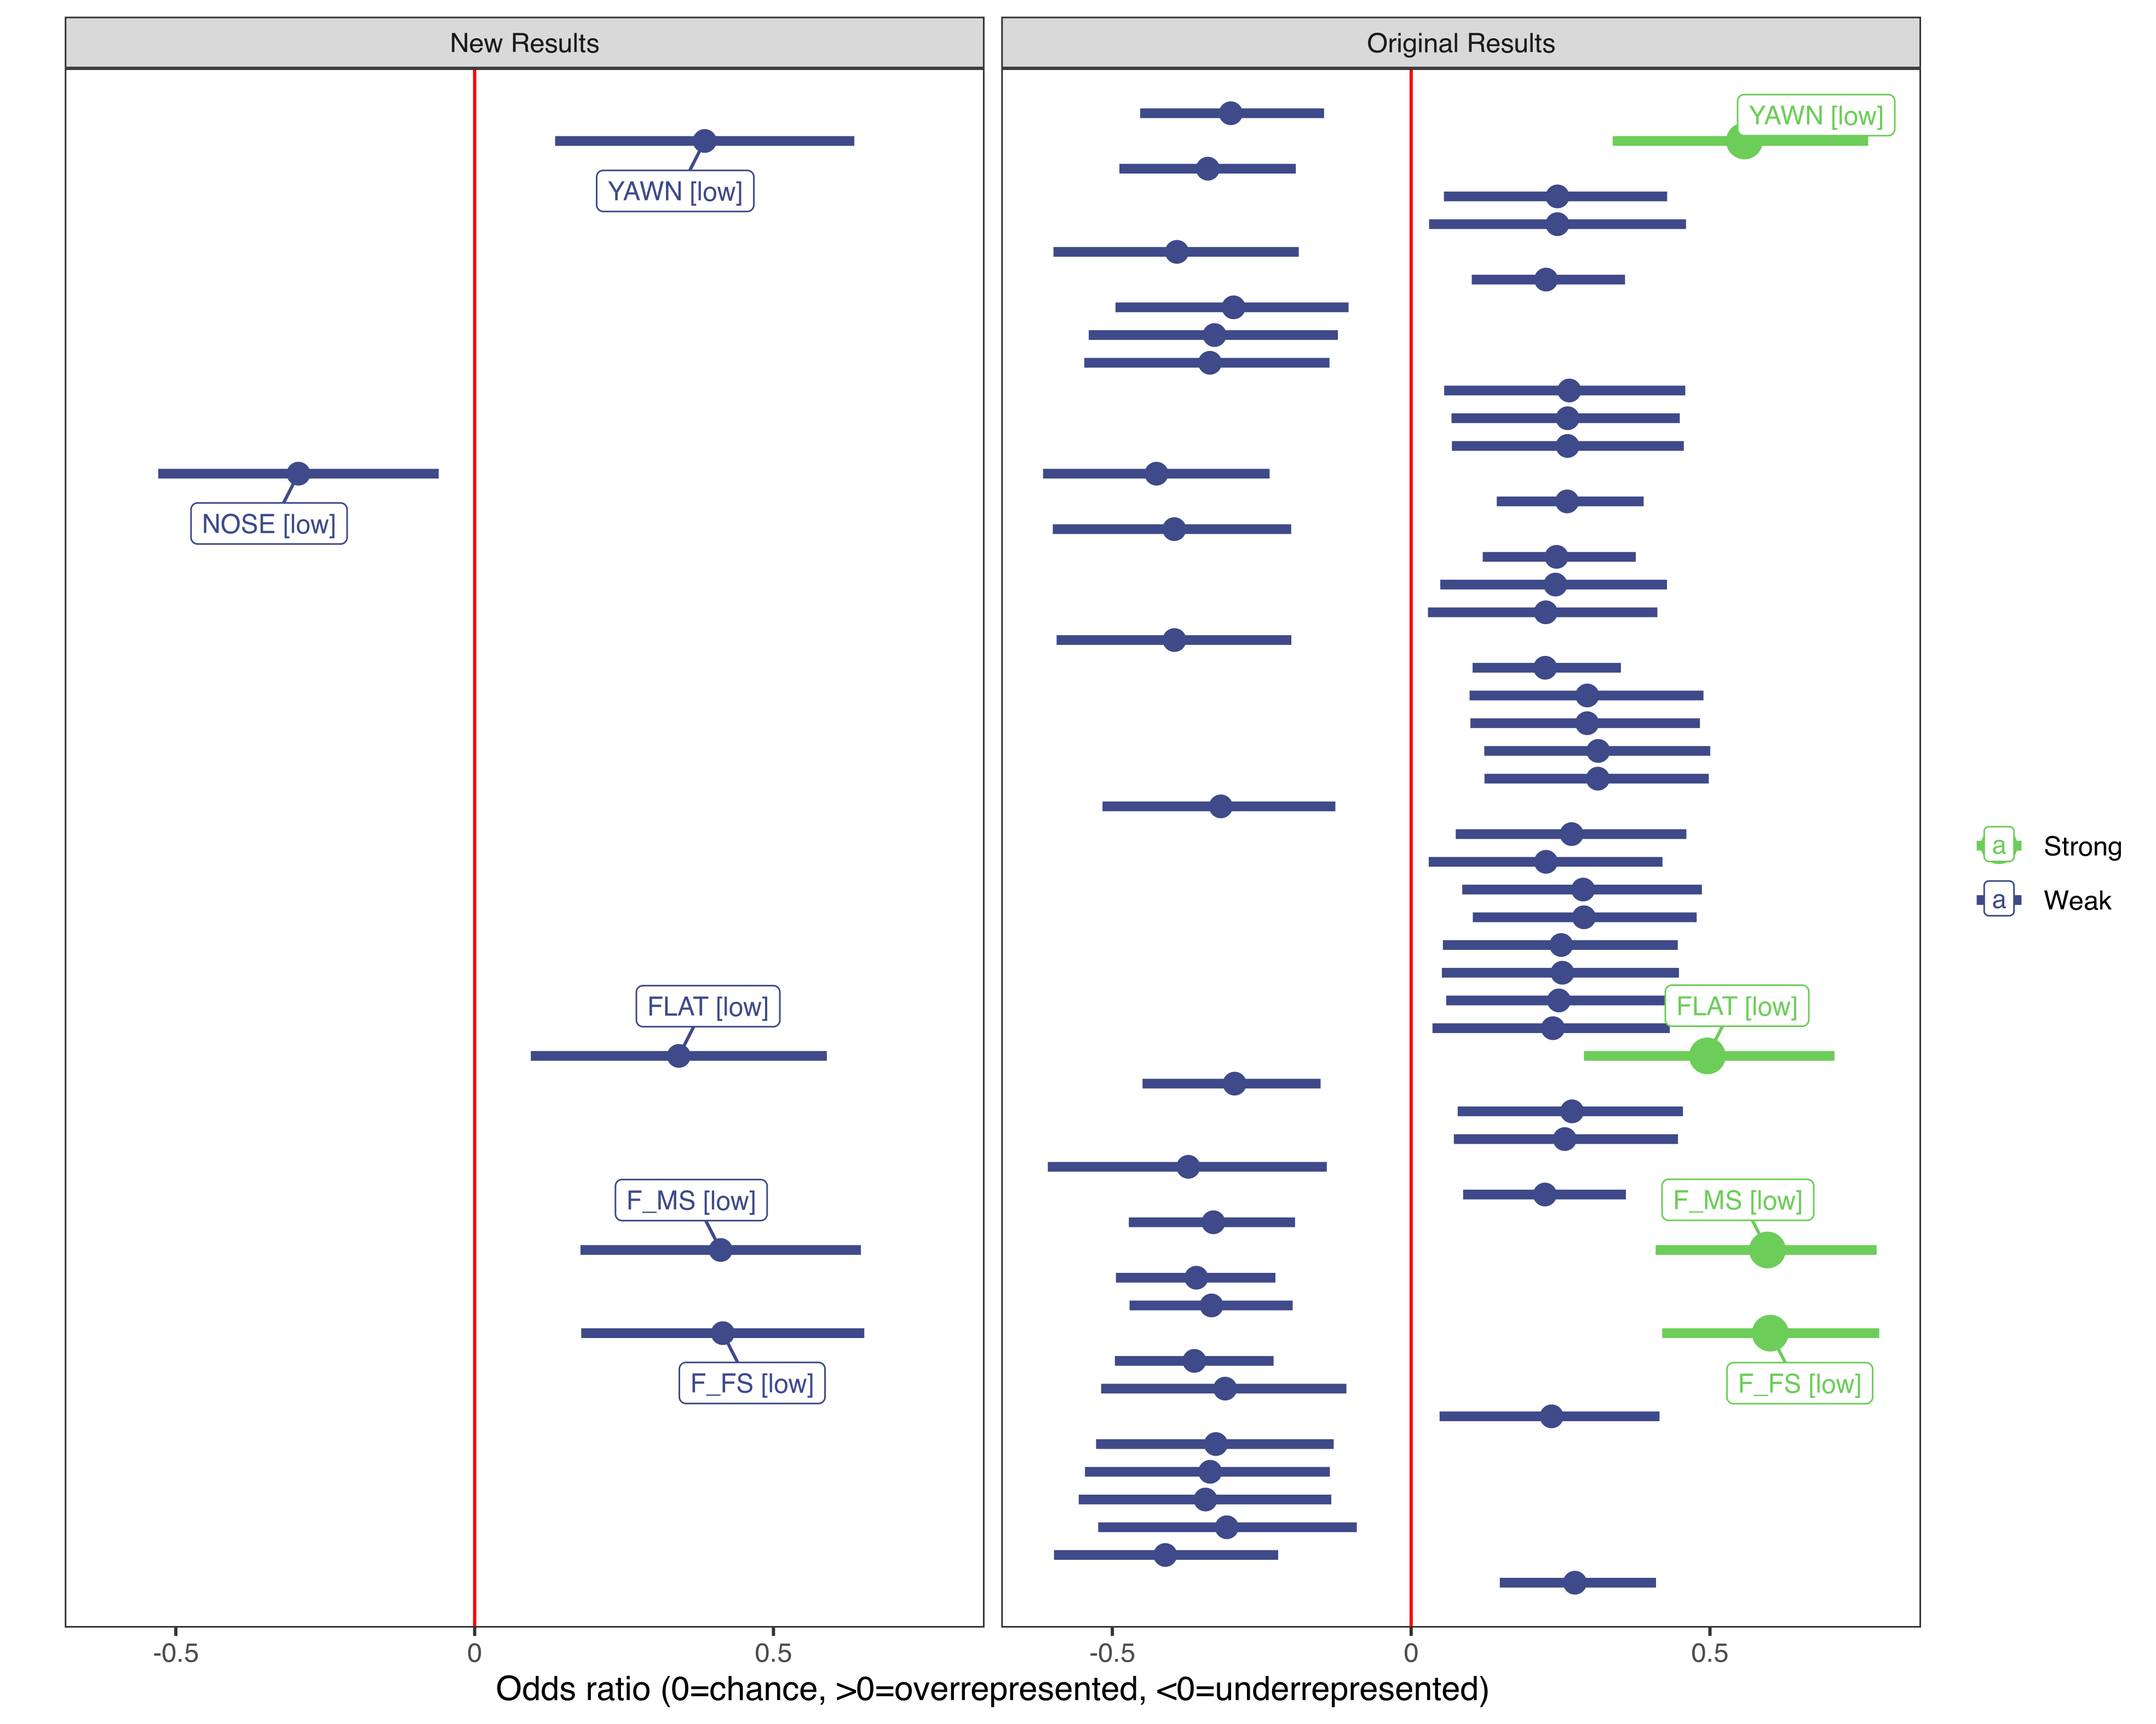 New Results
Original Results
YAWN [low]
NOSE [low]
FLAT [low]
F_MS [low]
F_FS [low]
YAWN [low]
FLAT [low]
F_MS [low]
F_FS [low]
-0.5
0
0.5
-0.5
0
0.5
Odds ratio (0=chance, >0=overrepresented, <0=underrepresented)
a Strong
a Weak